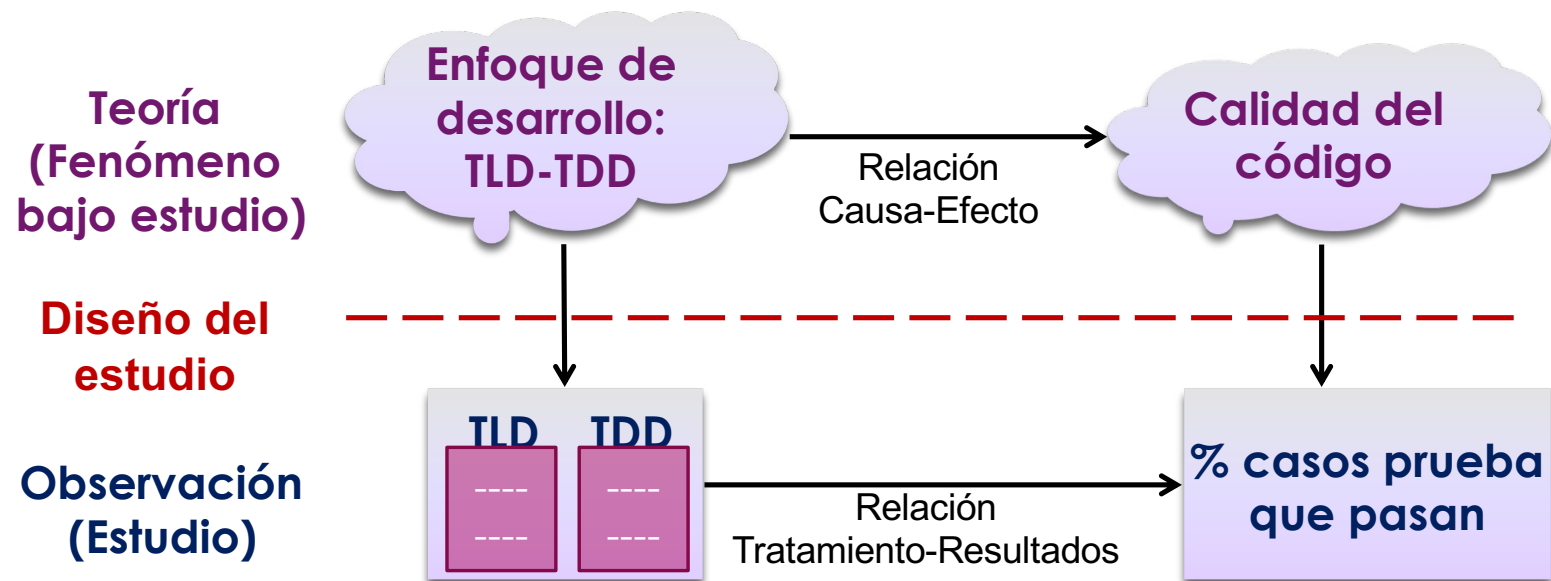 Teoría
(Fenómeno
bajo estudio)
Enfoque de
desarrollo:
TLD-TDD
Relación
Causa-Efecto
Calidad del
código
Diseño del
estudio
Observación
(Estudio)
TLD TDD
---- ----
---- ----
Relación
Tratamiento-Resultados
% casos prueba
que pasan